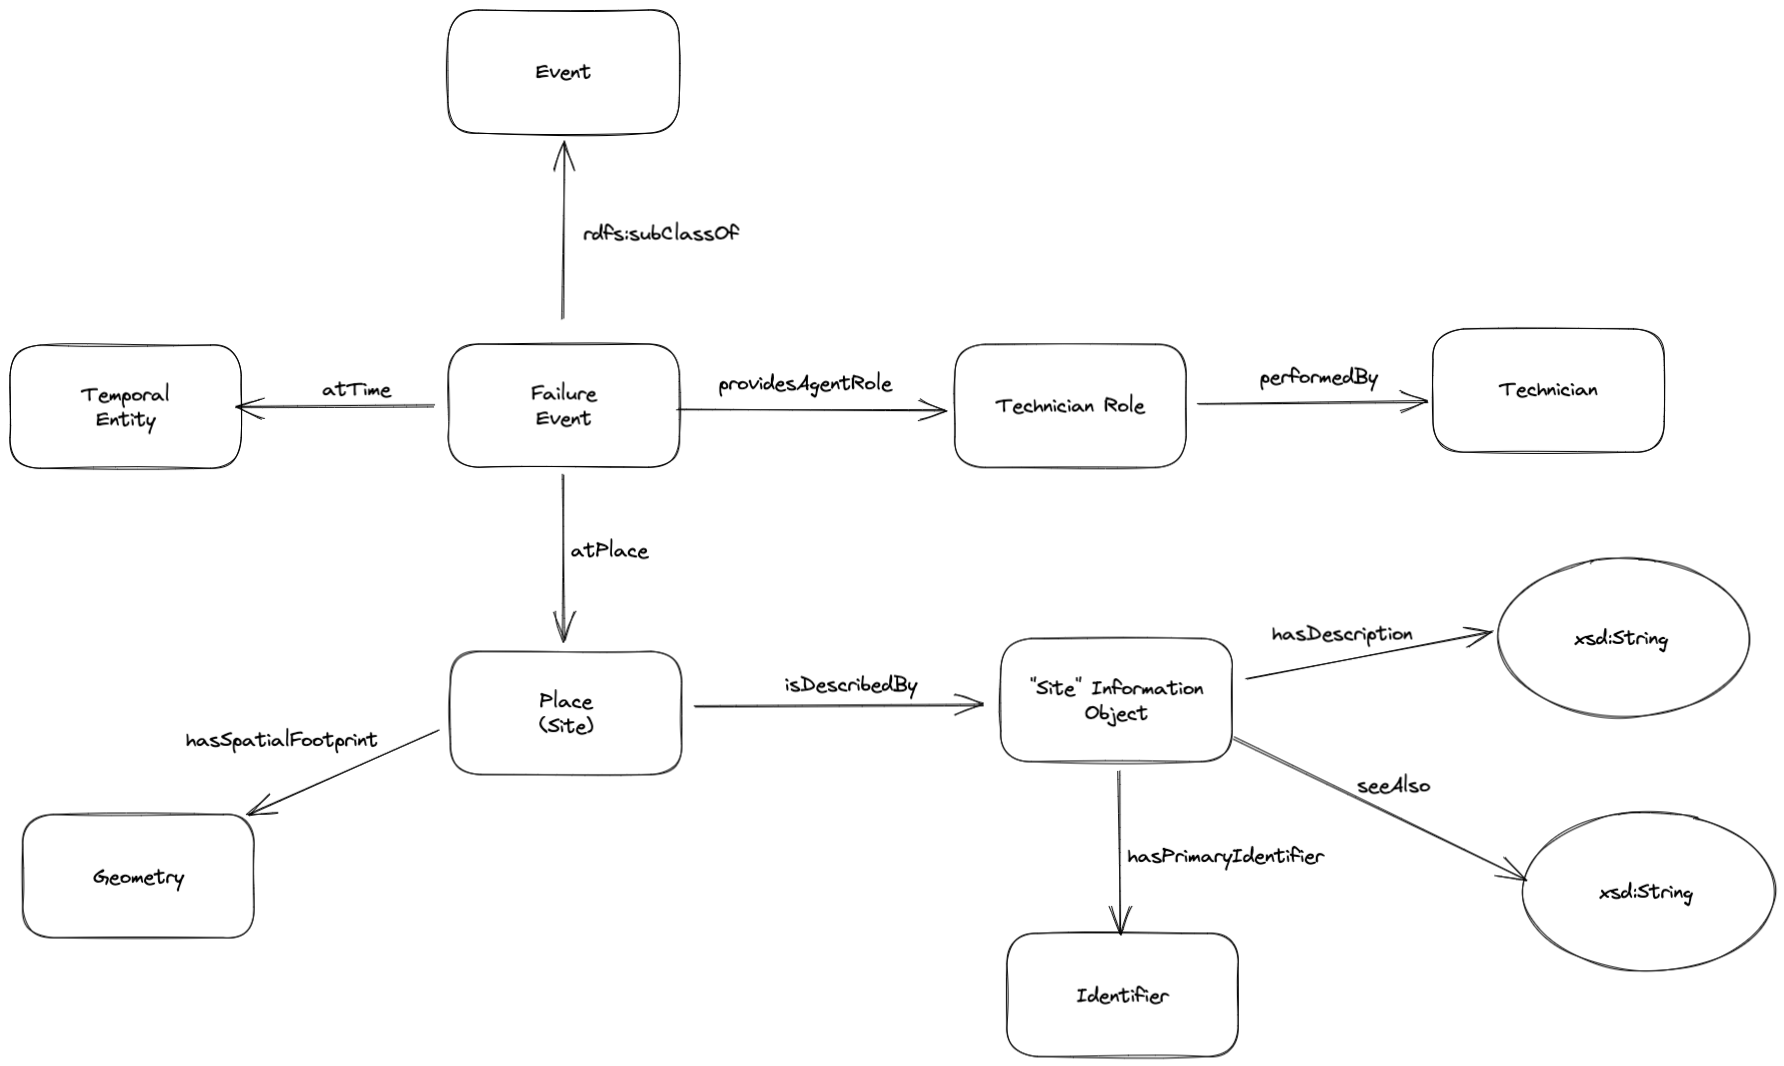 Event
rdfs:subClassOf
Temporal
Entity
atTime
Failure
Event
providesAgentRole
Technician Role
performedBy
Technician
atPlace
Place
(Site)
isDescribedBy
"Site" Information
Object
hasDescription
xsd:String
hasSpatialFootprint
Geometry
seeAlso
xsd:String
hasPrimaryIdentifier
Identifier